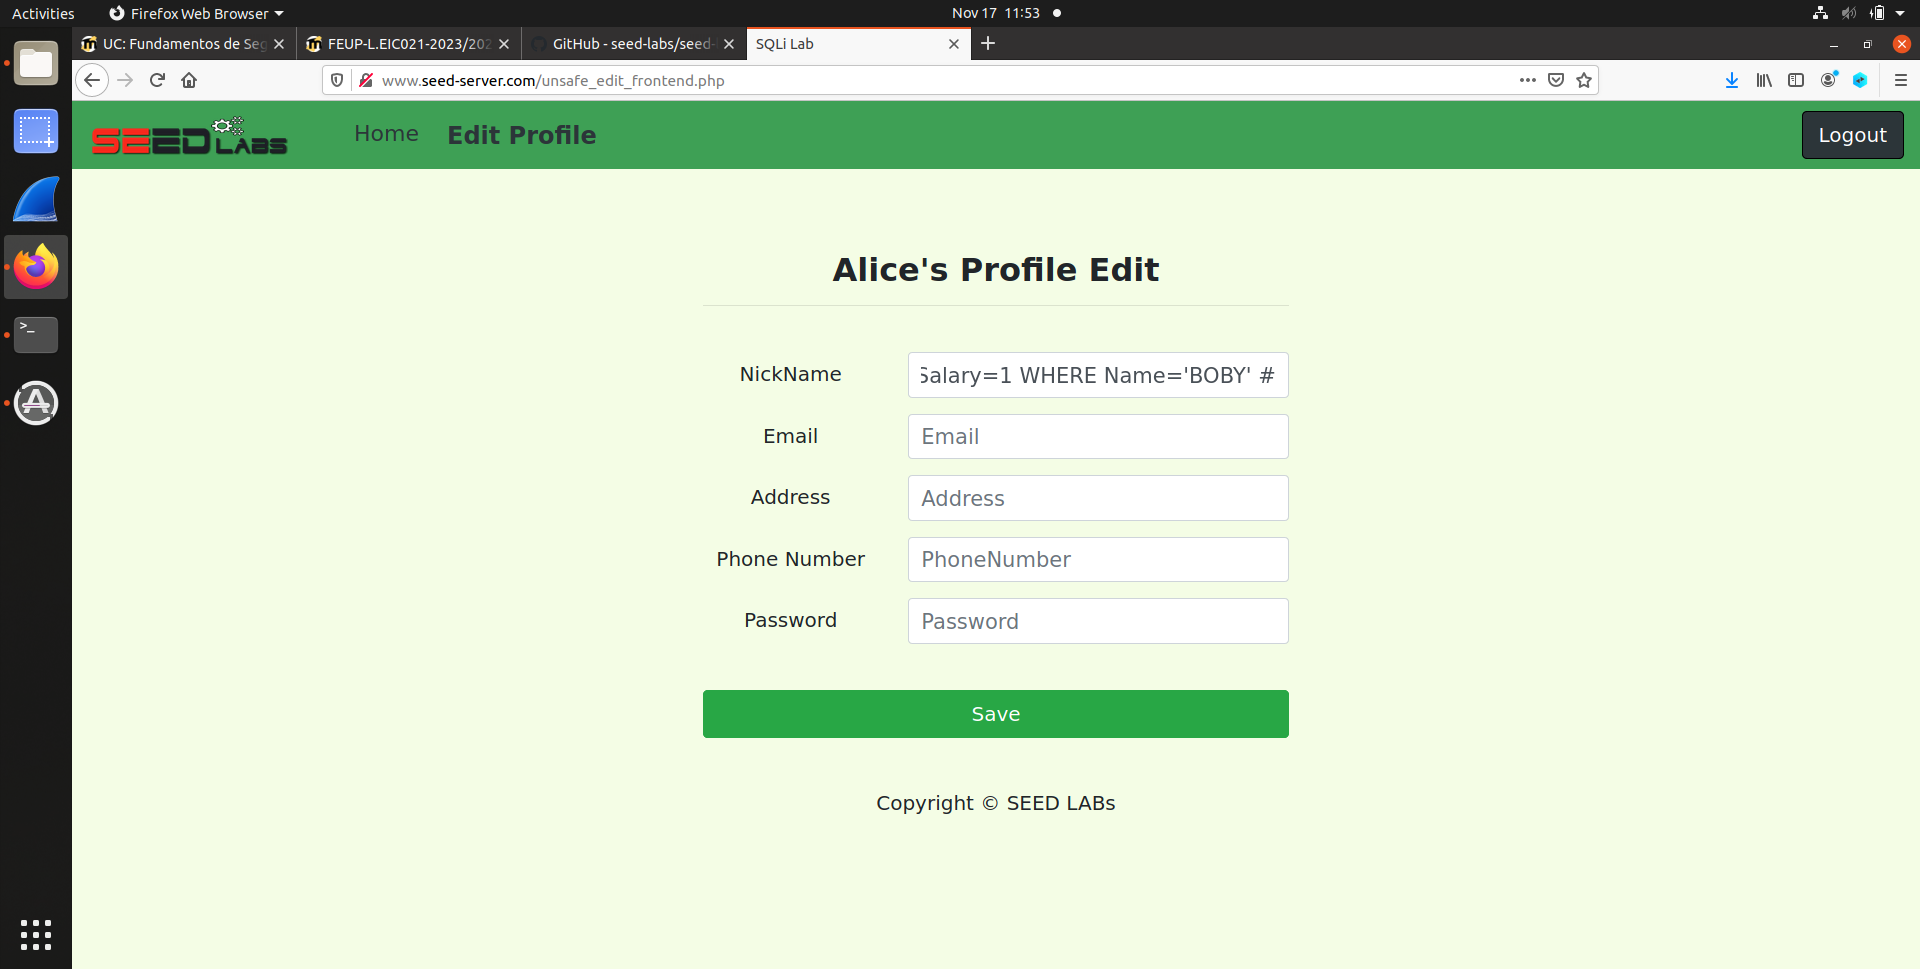 Activities Firefox Web Browser Nov 17 11:53
UC: Fundamentos de Seg FEUP-L.EIC021-2023/202 GitHub - seed-labs/seed- SQLi Lab
www.seed-server.com/unsafe_edit_frontend.php
SEED LABS Home Edit Profile Logout
Alice's Profile Edit
NickName Salary=1 WHERE Name='BOBY' #
Email Email
Address Address
Phone Number PhoneNumber
Password Password
Save
Copyright © SEED LABs